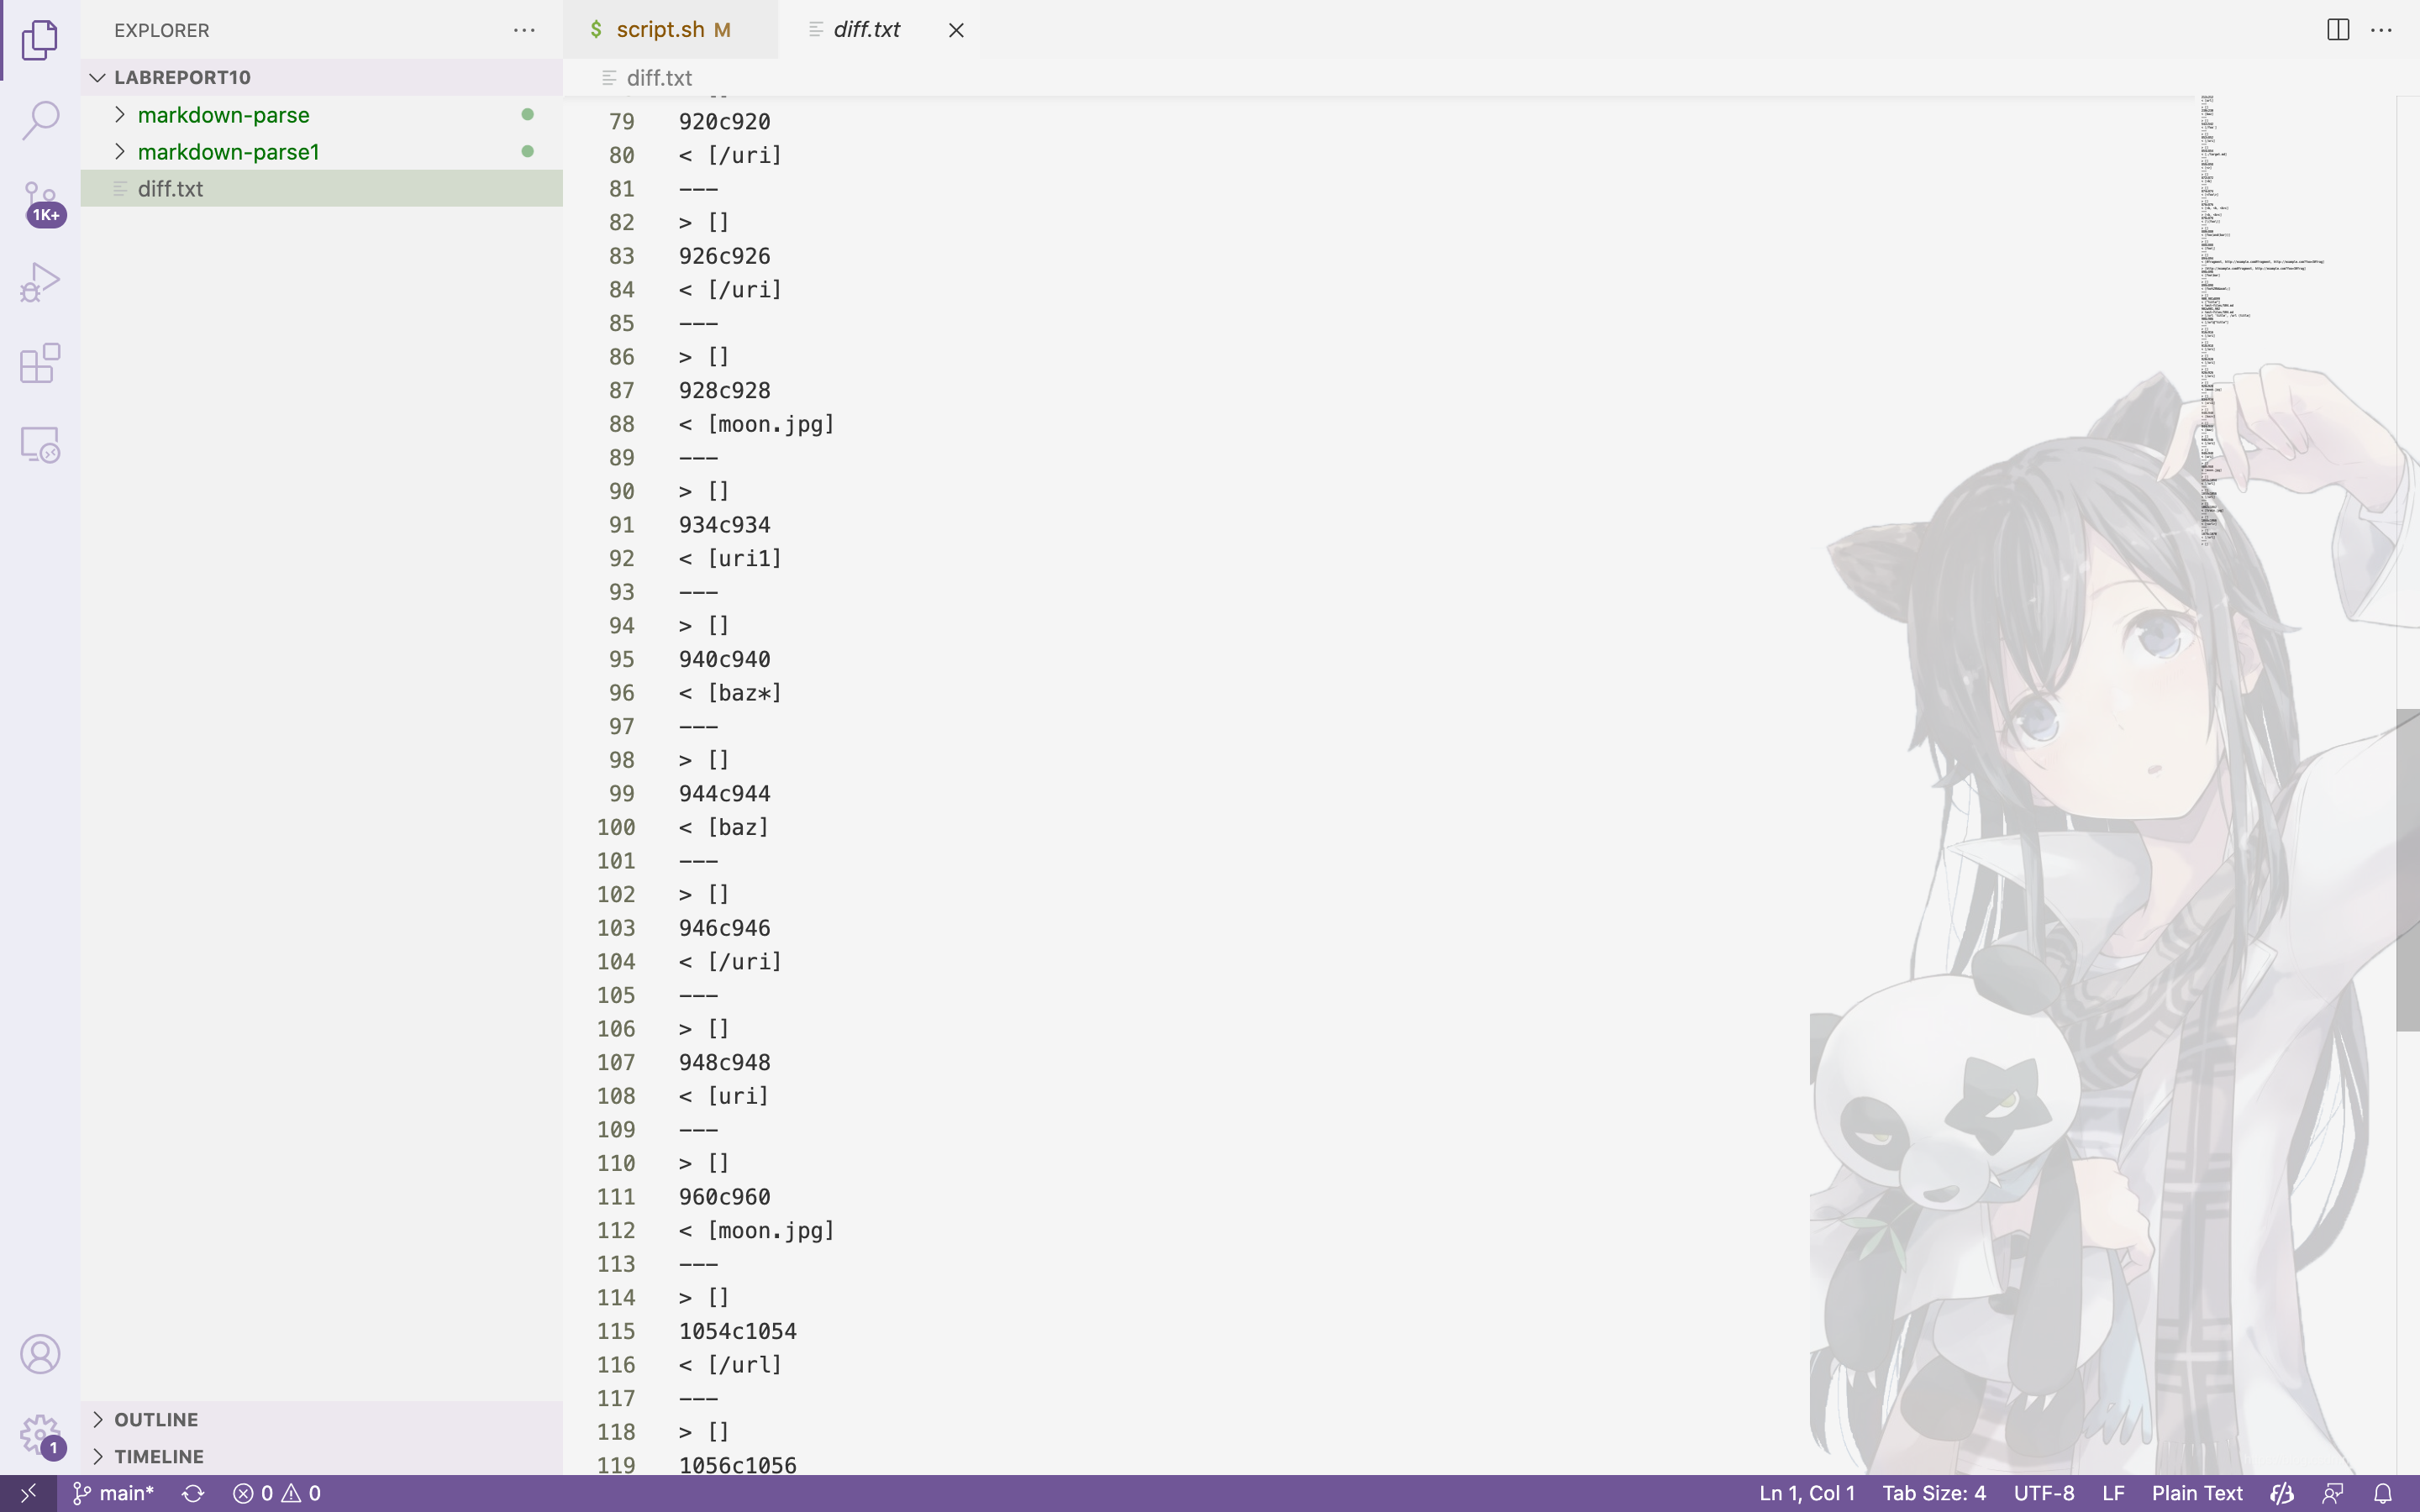 EXPLORER
LABREPORT10
markdown-parse
markdown-parse1
diff.txt
1K+
1
OUTLINE
TIMELINE
$ script.sh M
diff.txt
diff.txt
79 920c920
80 < [/uri]
81 ---
82 > []
83 926c926
84 < [/uri]
85 ---
86 > []
87 928c928
88 < [moon.jpg]
89 ---
90 > []
91 934c934
92 < [uri1]
93 ---
94 > []
95 940c940
96 < [baz*]
97 ---
98 > []
99 944c944
100 < [baz]
101 ---
102 > []
103 946c946
104 < [/uri]
105 ---
106 > []
107 948c948
108 < [uri]
109 ---
110 > []
111 960c960
112 < [moon.jpg]
113 ---
114 > []
115 1054c1054
116 < [/url]
117 ---
118 > []
119 1056c1056
main* 0 0 Ln 1, Col 1 Tab Size: 4 UTF-8 LF Plain Text